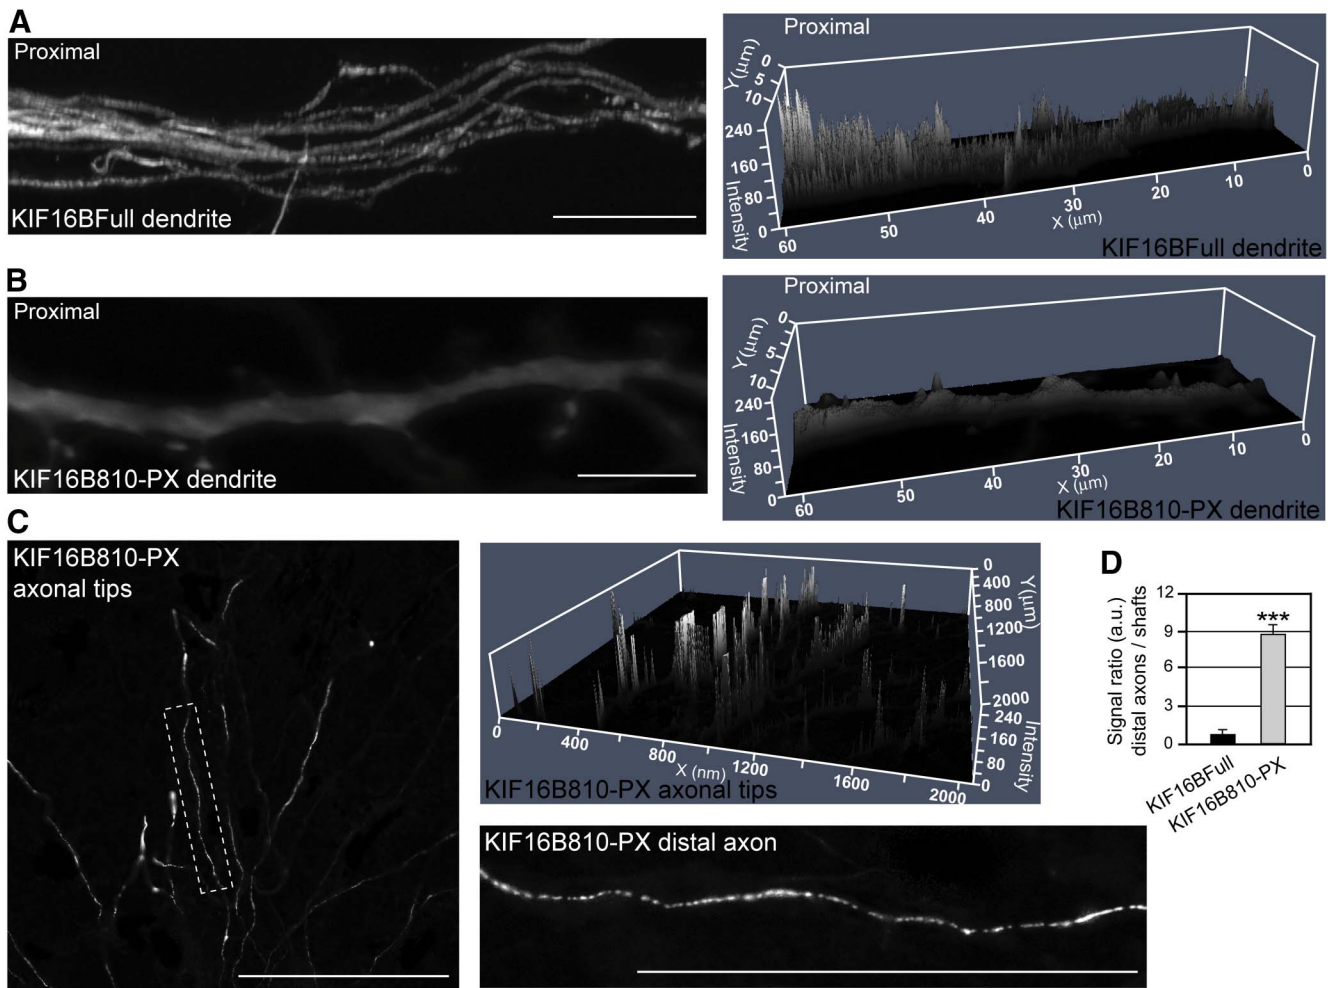 A
Proximal
KIF16BFull dendrite
Proximal
0
5
10
Y(μm)
240
160
80
0
Intensity
60
50
40
30
20
10
0
X (μm)
KIF16BFull dendrite
B
Proximal
KIF16B810-PX dendrite
Proximal
0
5
10
Y(μm)
240
160
80
0
Intensity
60
50
40
30
20
10
0
X (μm)
KIF16B810-PX dendrite
C
KIF16B810-PX
axonal tips
0
400
800
1200
1600
2000
Y(μm)
240
160
80
0
Intensity
0
400
800
1200
1600
2000
X (nm)
KIF16B810-PX axonal tips
KIF16B810-PX distal axon
D
Signal ratio (a.u.)
distal axons / shafts
12
9
6
3
0
***
KIF16BFull
KIF16B810-PX